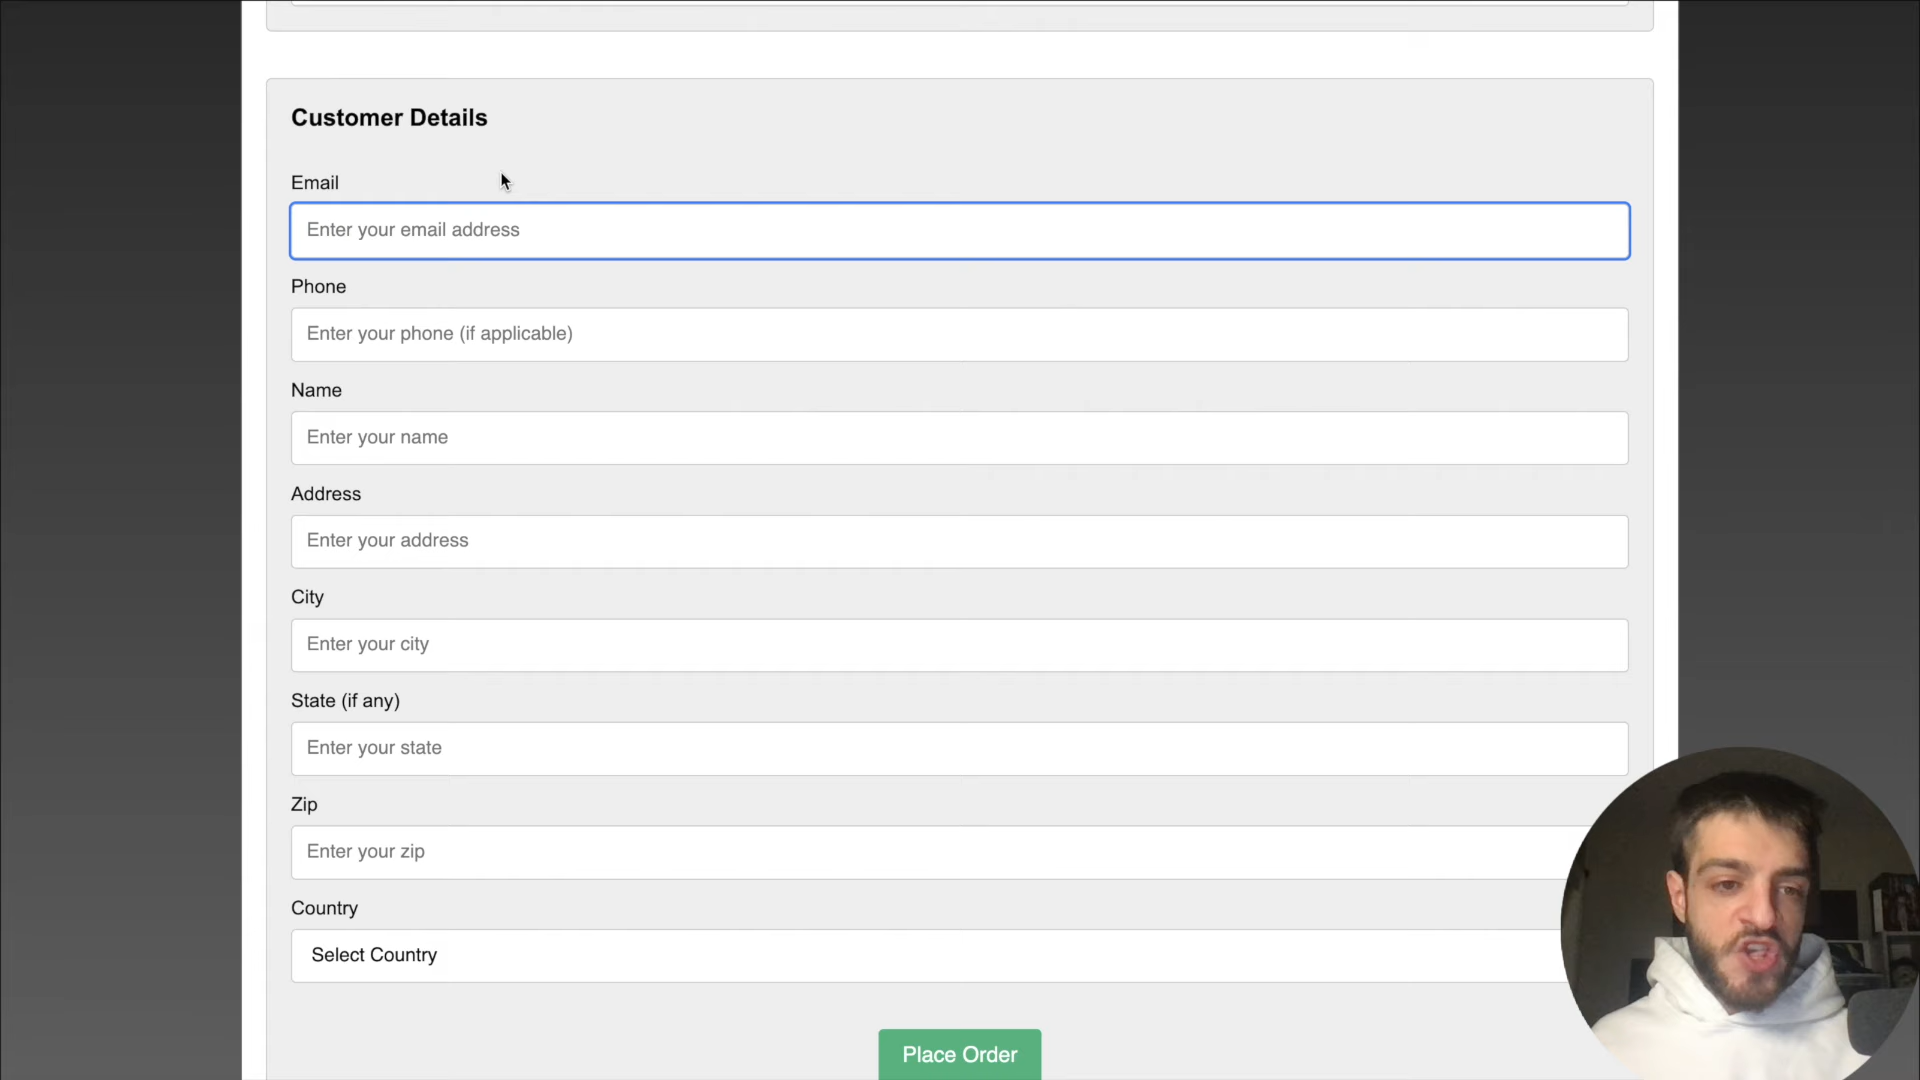 Customer Details
Email
Enter your email address
Phone
Enter your phone (if applicable)
Name
Enter your name
Address
Enter your address
City
Enter your city
State (if any)
Enter your state
Zip
Enter your zip
Country
Select Country
Place Order